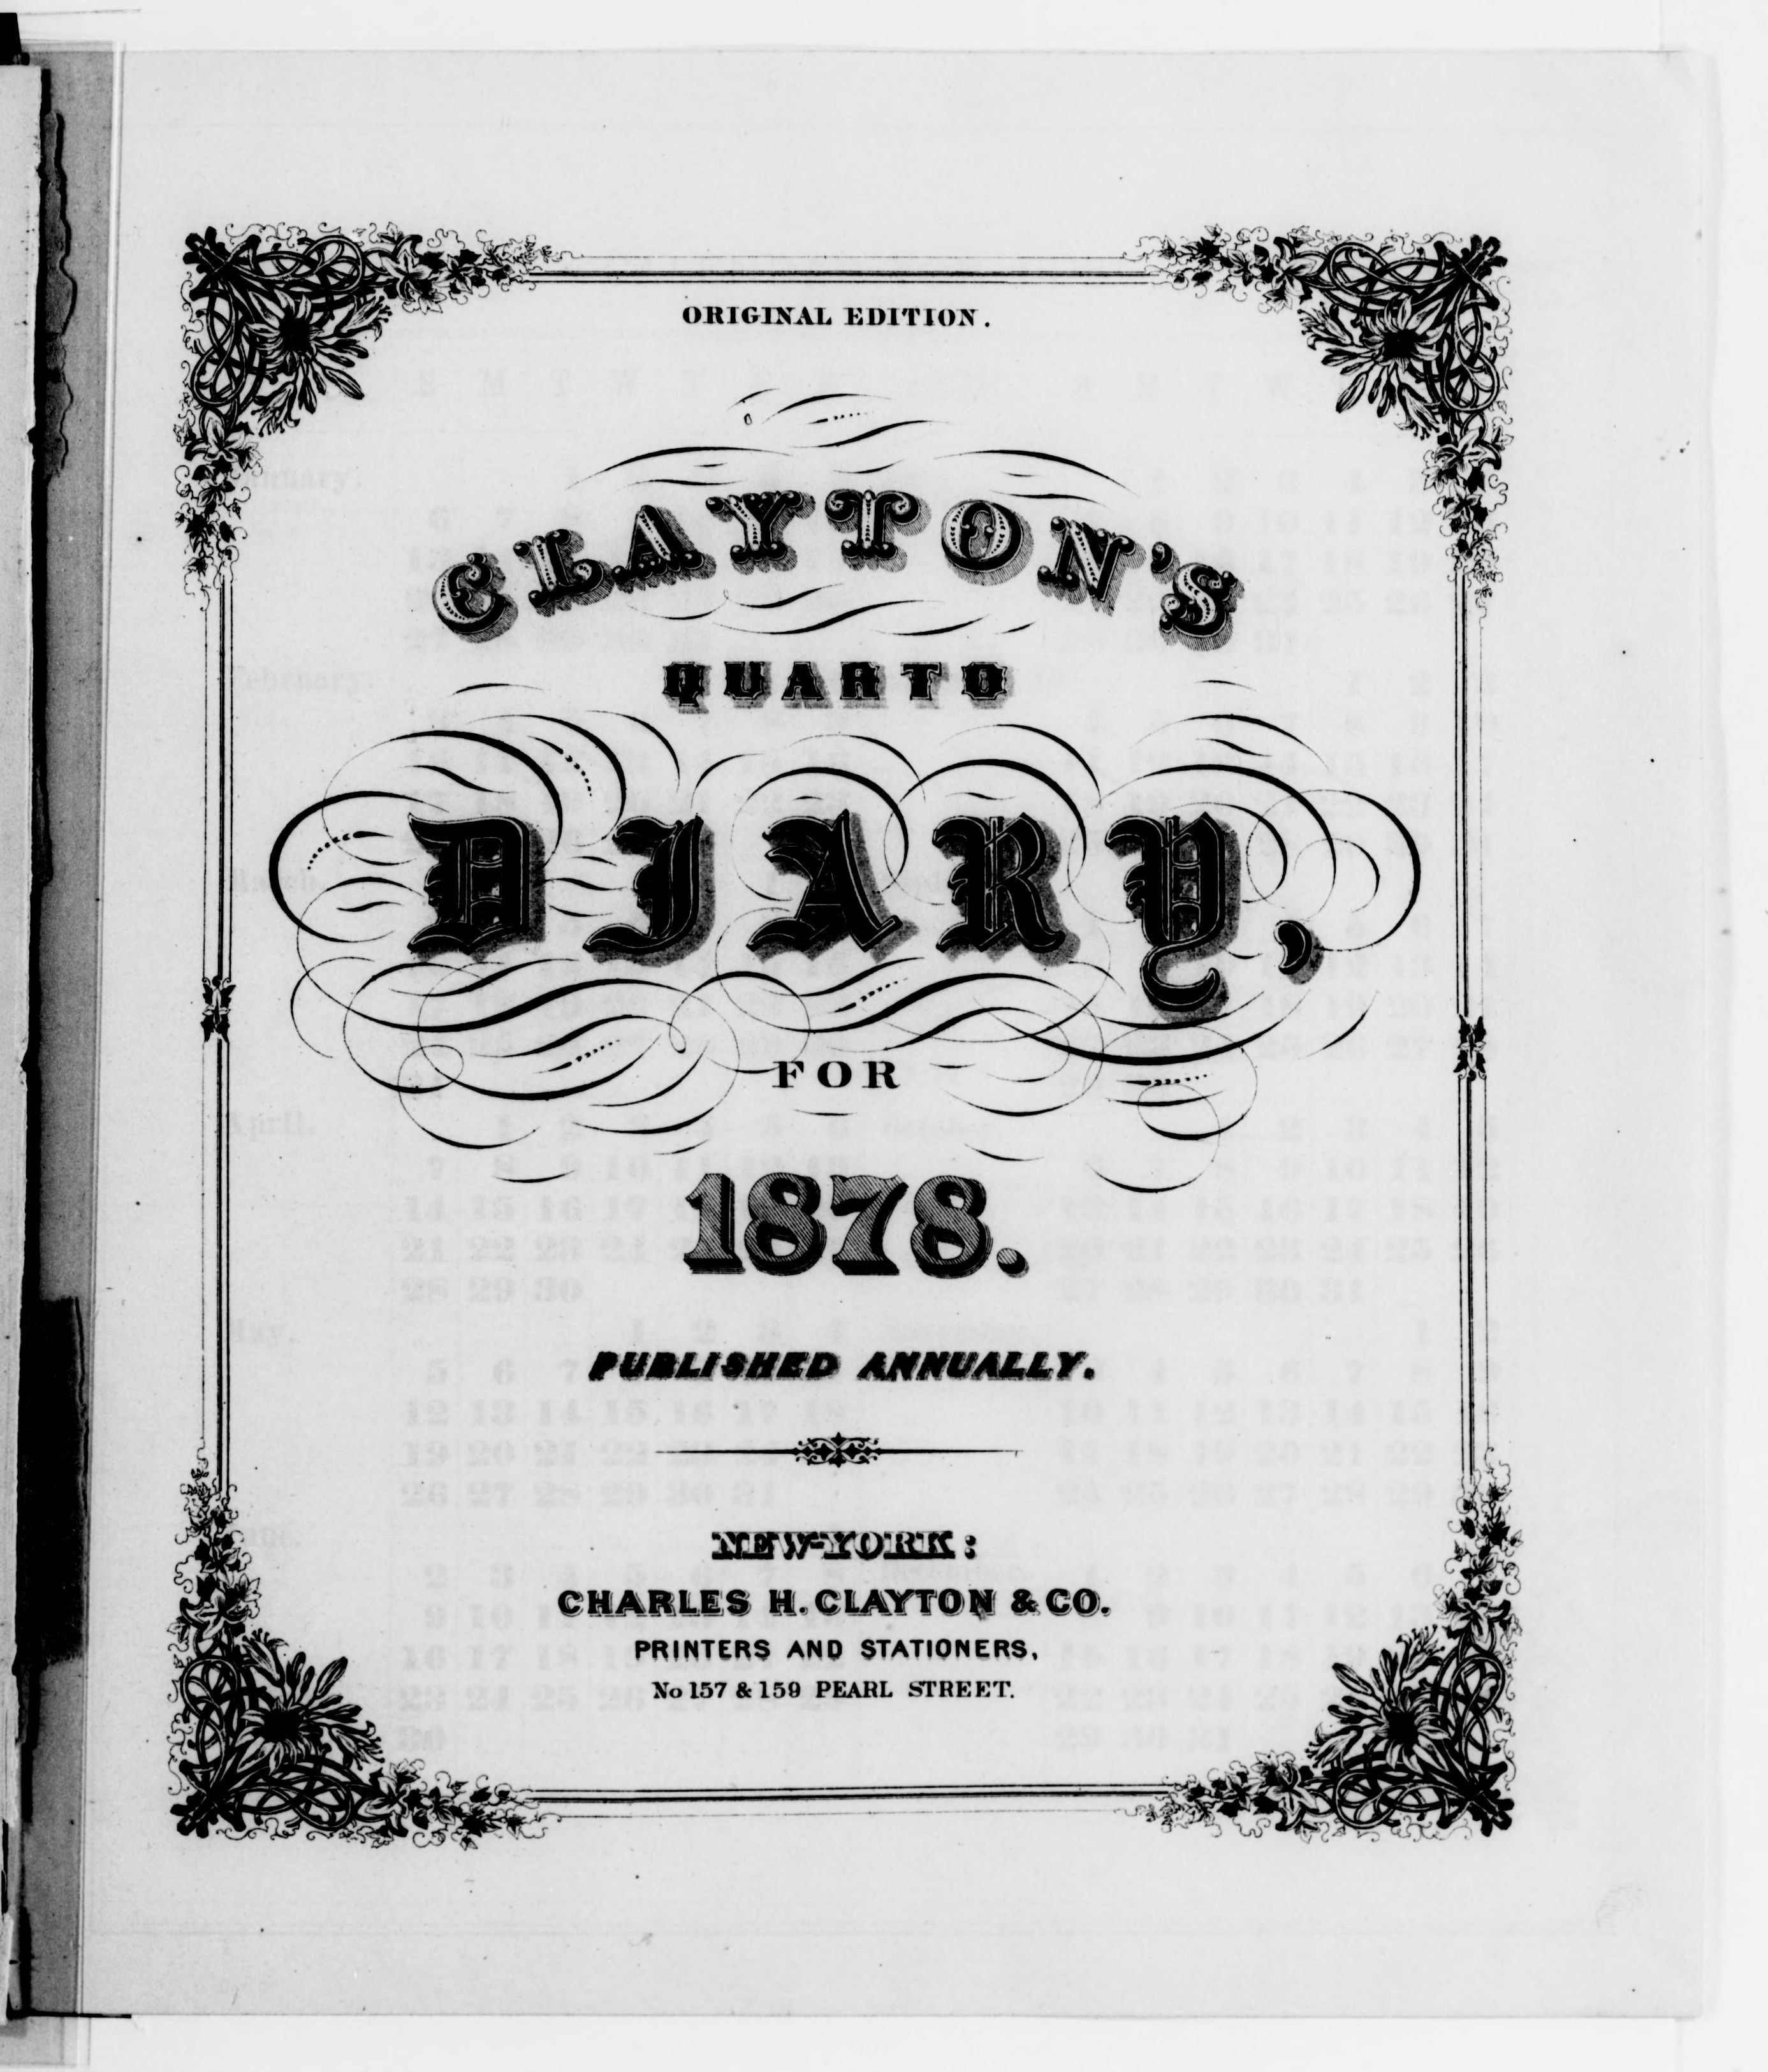 ORIGINAL EDITION.
CLAYTON'S
QUARTO
DIARY,
FOR
1878.
PUBLISHED ANNUALLY.
NEW-YORK:
CHARLES H. CLAYTON & CO.
PRINTERS AND STATIONERS,
No 157 & 159 PEARL STREET.